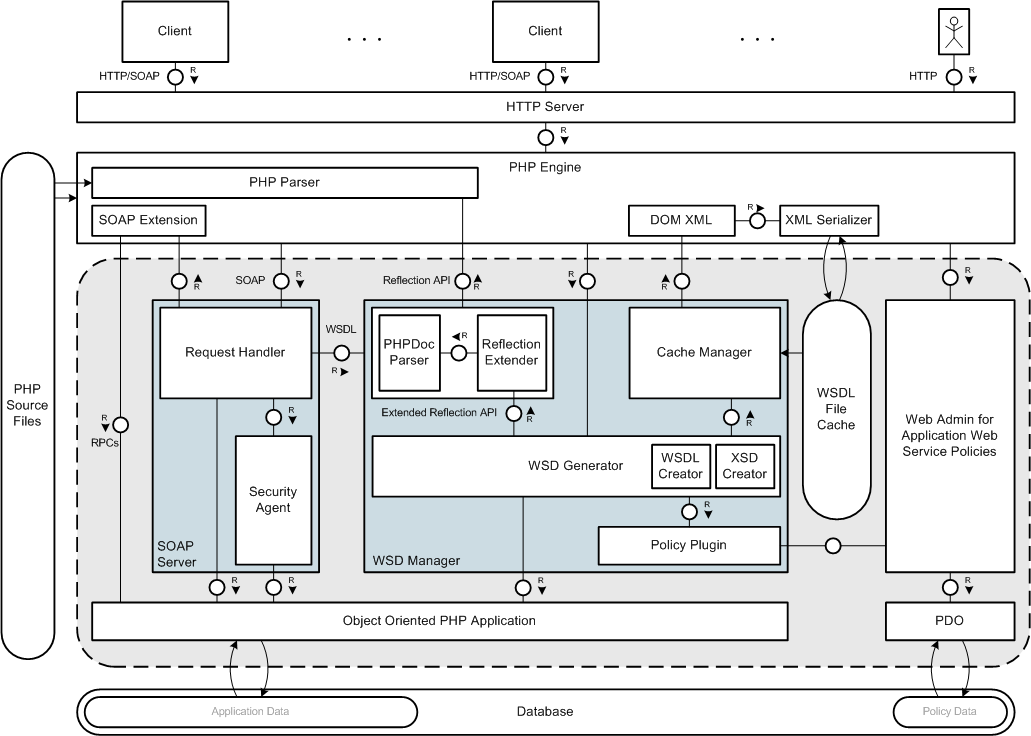 Client
. . .
Client
. . .
HTTP/SOAP
R
HTTP/SOAP
R
HTTP
R
HTTP Server
R
PHP Engine
PHP Parser
SOAP Extension
DOM XML
R
XML Serializer
R
SOAP
R
Reflection API
R
R
R
R
Request Handler
WSDL
R
PHPDoc
Parser
R
Reflection
Extender
Cache Manager
PHP
Source
Files
R
RPCs
R
Extended Reflection API
R
R
WSDL
File
Cache
Web Admin for
Application Web
Service Policies
Security
Agent
WSD Generator
WSDL
Creator
XSD
Creator
R
Policy Plugin
SOAP
Server
WSD Manager
R
R
R
R
Object Oriented PHP Application
PDO
Application Data
Database
Policy Data